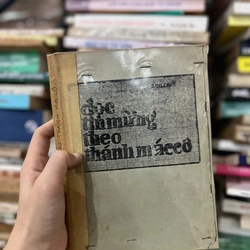 đọc
tin mừng
theo
thánh máccô